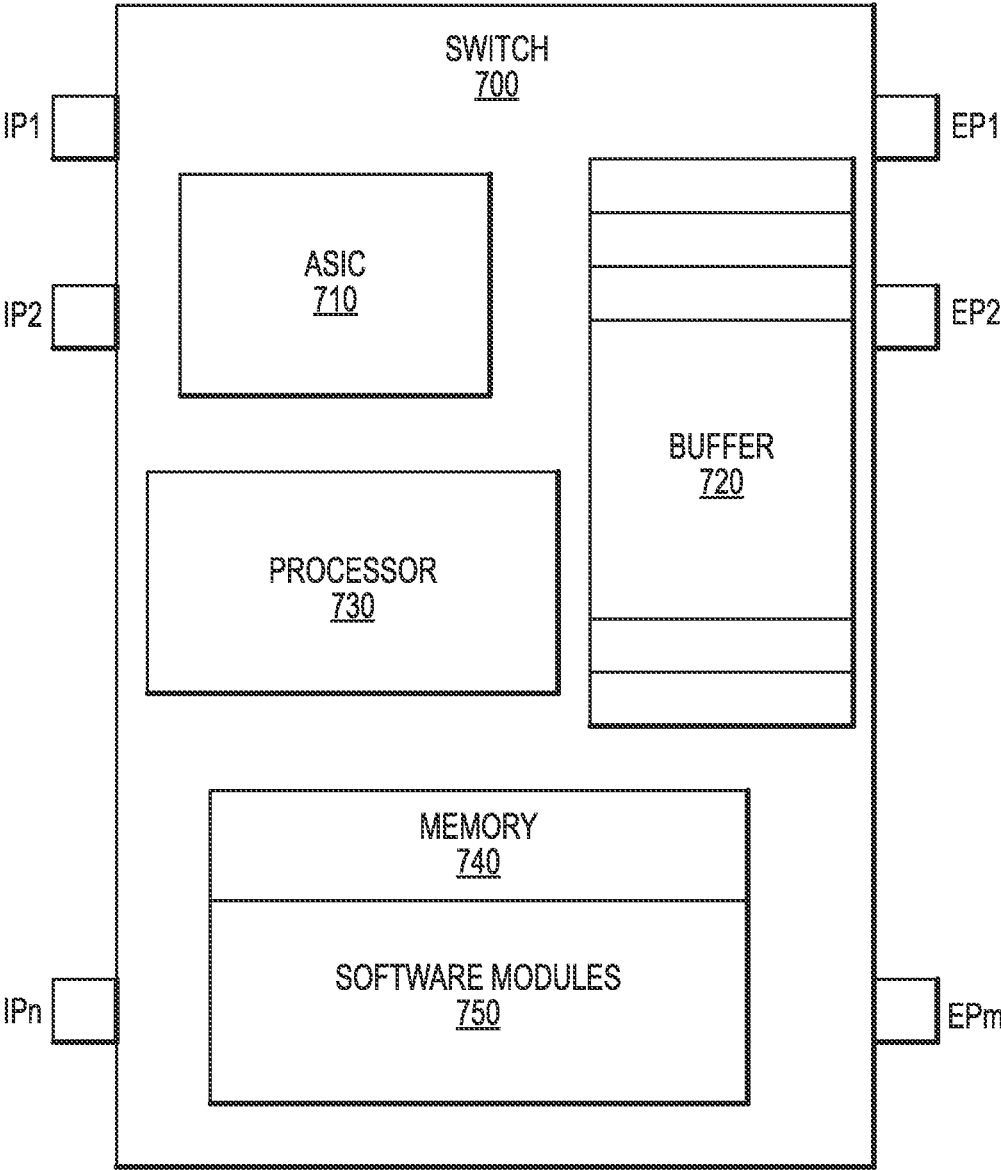 SWITCH
700
IP1
EP1
ASIC
710
IP2
EP2
BUFFER
720
PROCESSOR
730
MEMORY
740
SOFTWARE MODULES
750
IPn
EPm